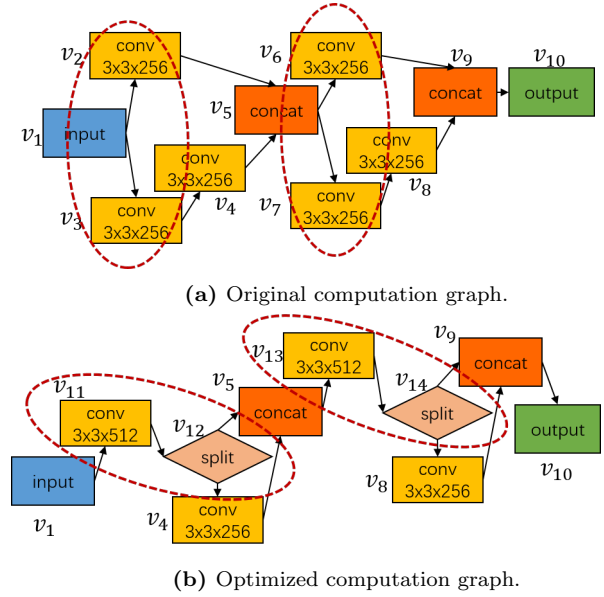 v₂
conv
3x3x256
v₁
input
v₃
conv
3x3x256
conv
3x3x256
v₄
v₅
concat
v₆
conv
3x3x256
v₇
conv
3x3x256
conv
3x3x256
v₈
v₉
concat
v₁₀
output
(a) Original computation graph.
v₁₁
conv
3x3x512
input
v₁
v₁₂
split
v₄
conv
3x3x256
v₅
concat
v₁₃
conv
3x3x512
v₁₄
split
v₈
conv
3x3x256
v₉
concat
output
v₁₀
(b) Optimized computation graph.